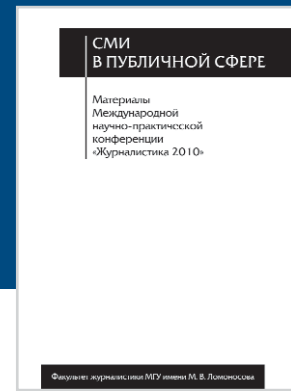 СМИ
В ПУБЛИЧНОЙ СФЕРЕ
Материалы
Международной
научно-практической
конференции
«Журналистика 2010»
Факультет журналистики МГУ имени М. В. Ломоносова